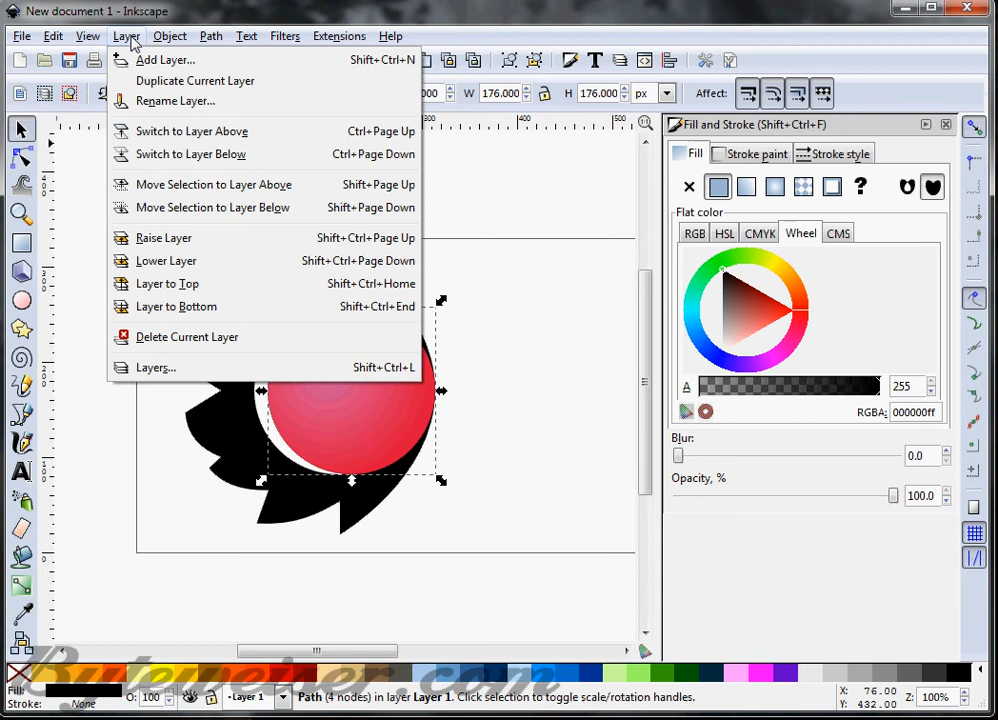 New document 1 - Inkscape
File Edit View Layer Object Path Text Filters Extensions Help
Add Layer... Shift+Ctrl+N
Duplicate Current Layer
Rename Layer...
Switch to Layer Above Ctrl+Page Up
Switch to Layer Below Ctrl+Page Down
Move Selection to Layer Above Shift+Page Up
Move Selection to Layer Below Shift+Page Down
Raise Layer Shift+Ctrl+Page Up
Lower Layer Shift+Ctrl+Page Down
Layer to Top Shift+Ctrl+Home
Layer to Bottom Shift+Ctrl+End
Delete Current Layer
Layers... Shift+Ctrl+L
.000 W 176.000 H 176.000 px Affect:
300 400 500
Fill and Stroke (Shift+Ctrl+F)
Fill Stroke paint Stroke style
?
Flat color
RGB HSL CMYK Wheel CMS
A 255
RGBA: 000000ff
Blur:
0.0
Opacity, %
100.0
Byteweiser.com
Fill:
Stroke: None
O: 100
Layer 1
Path (4 nodes) in layer Layer 1. Click selection to toggle scale/rotation handles.
X: 76.00
Y: 432.00
Z: 100%